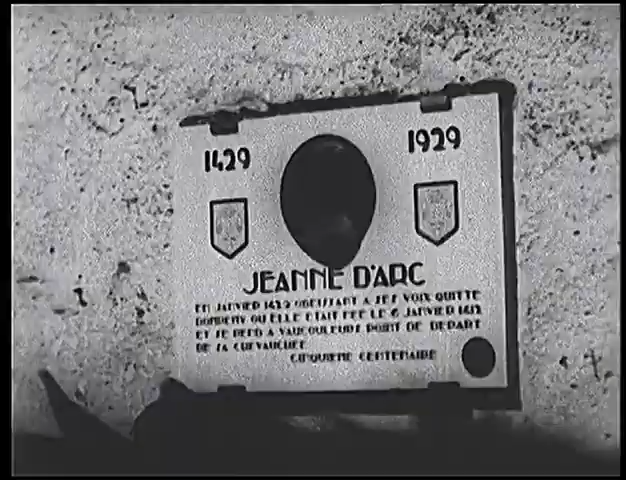 1429
1929
JEANNE D'ARC
EN JANVIER 1429 OBEISSANT A SES VOIX QUITTE
DOMREMY OU ELLE ETAIT NEE LE 6 JANVIER 1412
ET SE REND A VAUCOULEURS POINT DE DEPART
DE SA CHEVAUCHEE
CINQUIEME CENTENAIRE